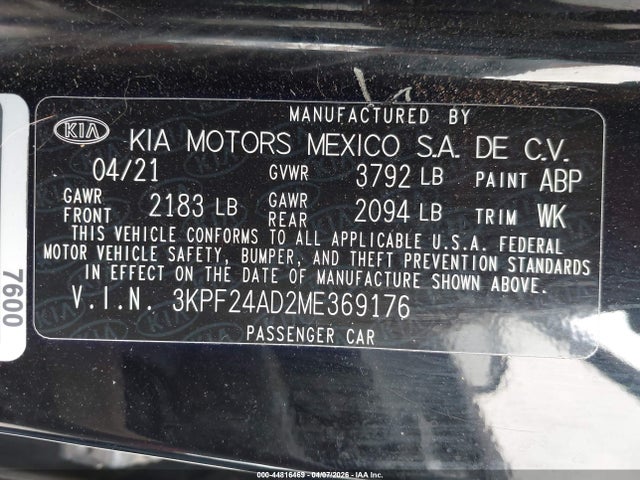 MANUFACTURED BY
KIA KIA MOTORS MEXICO S.A. DE C.V.
04/21 GVWR 3792 LB PAINT ABP
GAWR FRONT 2183 LB GAWR REAR 2094 LB TRIM WK
THIS VEHICLE CONFORMS TO ALL APPLICABLE U.S.A. FEDERAL
MOTOR VEHICLE SAFETY, BUMPER, AND THEFT PREVENTION STANDARDS
IN EFFECT ON THE DATE OF MANUFACTURE SHOWN ABOVE.
V.I.N. 3KPF24AD2ME369176
PASSENGER CAR
7600
000-44816469 - 04/07/2026 - IAA Inc.